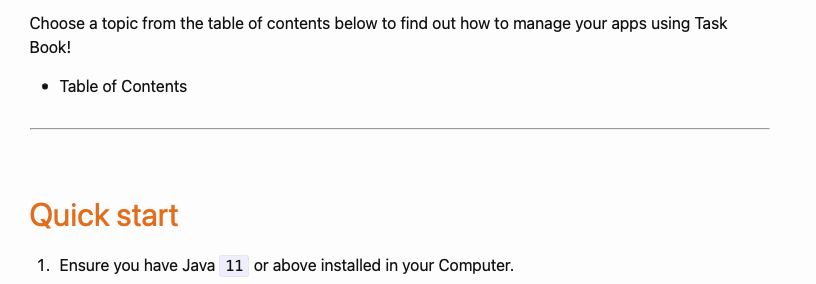 Choose a topic from the table of contents below to find out how to manage your apps using Task
Book!
• Table of Contents
Quick start
1. Ensure you have Java 11 or above installed in your Computer.